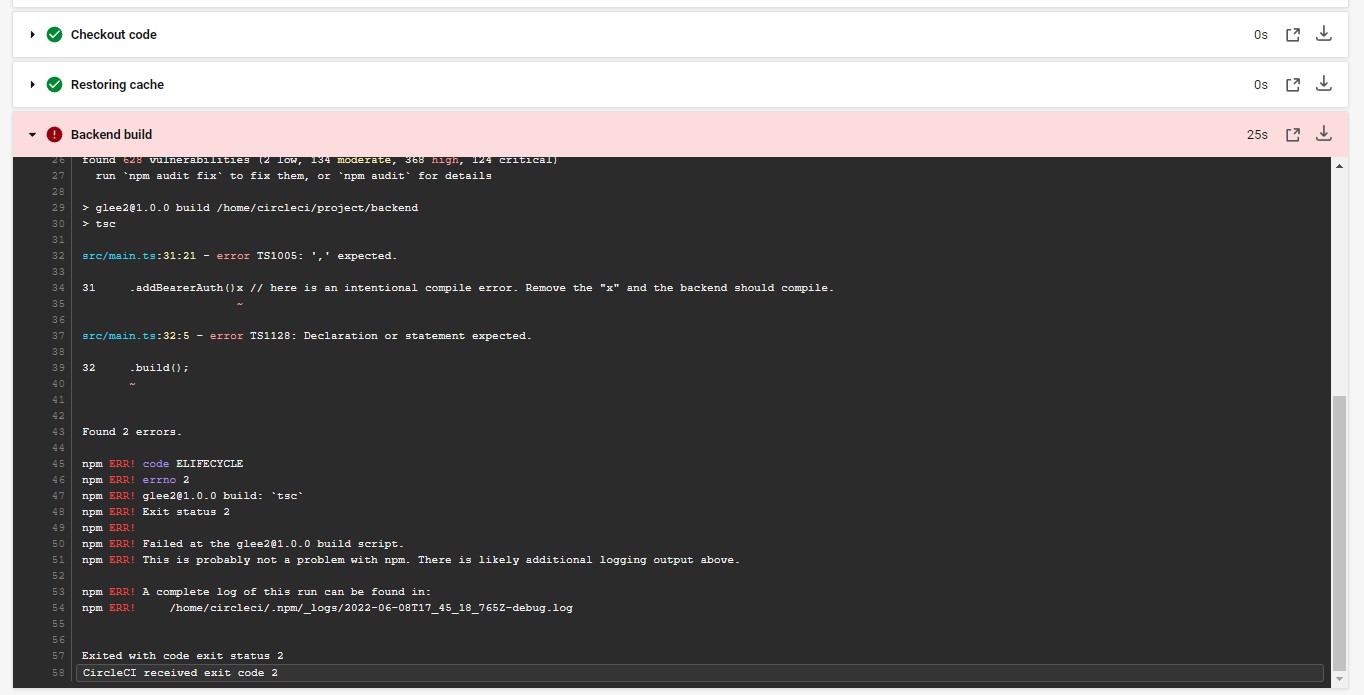 Checkout code 0s
Restoring cache 0s
Backend build 25s
26 found 628 vulnerabilities (2 low, 134 moderate, 368 high, 124 critical)
27 run `npm audit fix` to fix them, or `npm audit` for details
28
29 > glee2@1.0.0 build /home/circleci/project/backend
30 > tsc
31
32 src/main.ts:31:21 - error TS1005: ',' expected.
33
34 31     .addBearerAuth()x // here is an intentional compile error. Remove the "x" and the backend should compile.
35 ~
36
37 src/main.ts:32:5 - error TS1128: Declaration or statement expected.
38
39 32     .build();
40 ~
41
42
43 Found 2 errors.
44
45 npm ERR! code ELIFECYCLE
46 npm ERR! errno 2
47 npm ERR! glee2@1.0.0 build: `tsc`
48 npm ERR! Exit status 2
49 npm ERR!
50 npm ERR! Failed at the glee2@1.0.0 build script.
51 npm ERR! This is probably not a problem with npm. There is likely additional logging output above.
52
53 npm ERR! A complete log of this run can be found in:
54 npm ERR!     /home/circleci/.npm/_logs/2022-06-08T17_45_18_765Z-debug.log
55
56
57 Exited with code exit status 2
58 CircleCI received exit code 2